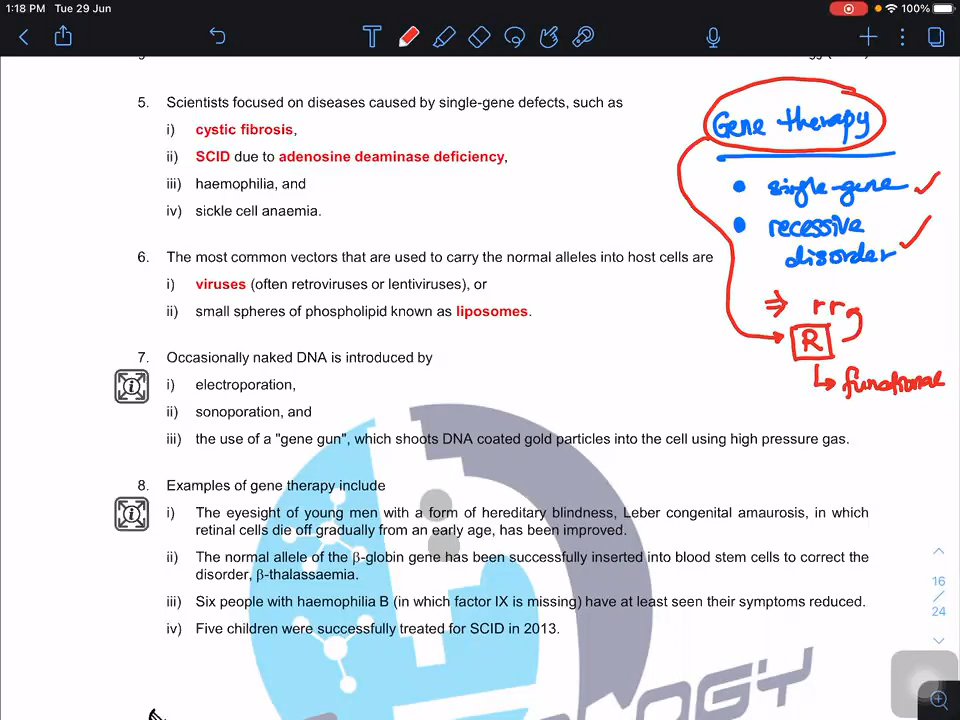 1:18 PM Tue 29 Jun
100%
5. Scientists focused on diseases caused by single-gene defects, such as
i) cystic fibrosis,
ii) SCID due to adenosine deaminase deficiency,
iii) haemophilia, and
iv) sickle cell anaemia.
6. The most common vectors that are used to carry the normal alleles into host cells are
i) viruses (often retroviruses or lentiviruses), or
ii) small spheres of phospholipid known as liposomes.
7. Occasionally naked DNA is introduced by
i) electroporation,
ii) sonoporation, and
iii) the use of a "gene gun", which shoots DNA coated gold particles into the cell using high pressure gas.
8. Examples of gene therapy include
i) The eyesight of young men with a form of hereditary blindness, Leber congenital amaurosis, in which
retinal cells die off gradually from an early age, has been improved.
ii) The normal allele of the β-globin gene has been successfully inserted into blood stem cells to correct the
disorder, β-thalassaemia.
iii) Six people with haemophilia B (in which factor IX is missing) have at least seen their symptoms reduced.
iv) Five children were successfully treated for SCID in 2013.
Gene therapy
• single-gene ✓
• recessive
disorder ✓
⇒ rr
R
↳ functional
16
/
24